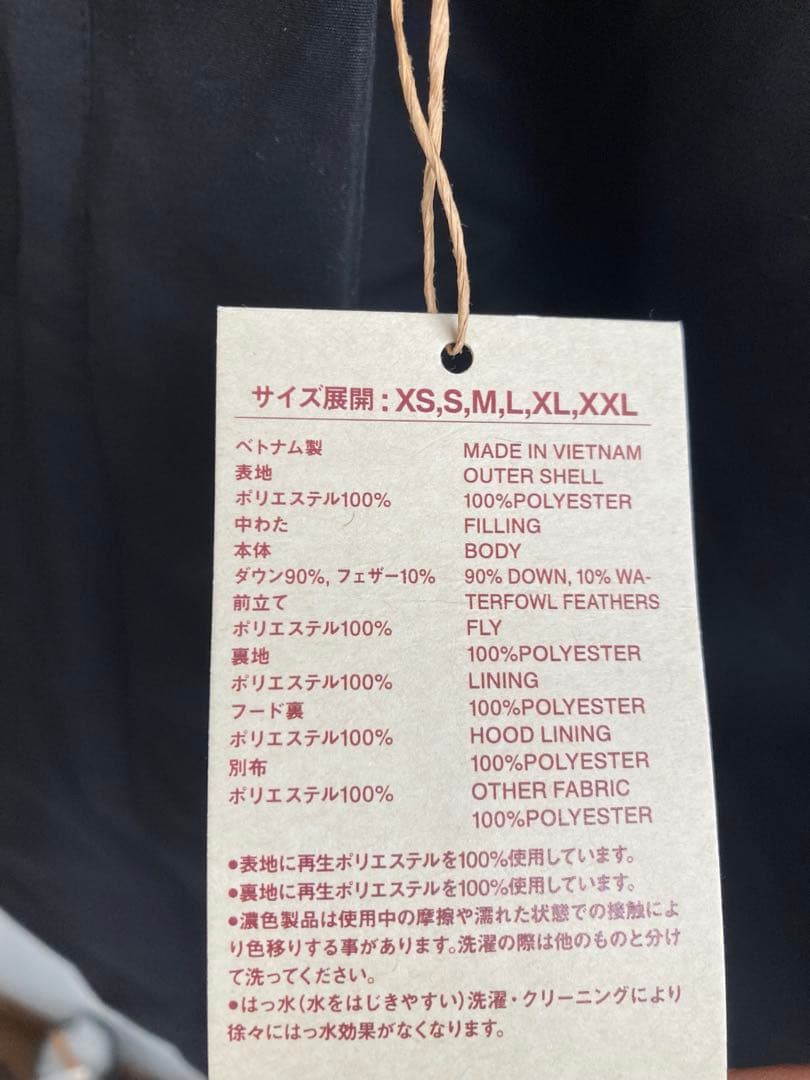 サイズ展開:XS,S,M,L,XL,XXL
ベトナム製 MADE IN VIETNAM
表地 OUTER SHELL
ポリエステル100% 100%POLYESTER
中わた FILLING
本体 BODY
ダウン90%, フェザー10% 90% DOWN, 10% WA-
前立て TERFOWL FEATHERS
ポリエステル100% FLY
裏地 100%POLYESTER
ポリエステル100% LINING
フード裏 100%POLYESTER
ポリエステル100% HOOD LINING
別布 100%POLYESTER
ポリエステル100% OTHER FABRIC
100%POLYESTER
●表地に再生ポリエステルを100%使用しています。
●裏地に再生ポリエステルを100%使用しています。
●濃色製品は使用中の摩擦や濡れた状態での接触によ
り色移りする事があります。洗濯の際は他のものと分け
て洗ってください。
●はっ水(水をはじきやすい)洗濯・クリーニングにより
徐々にはっ水効果がなくなります。